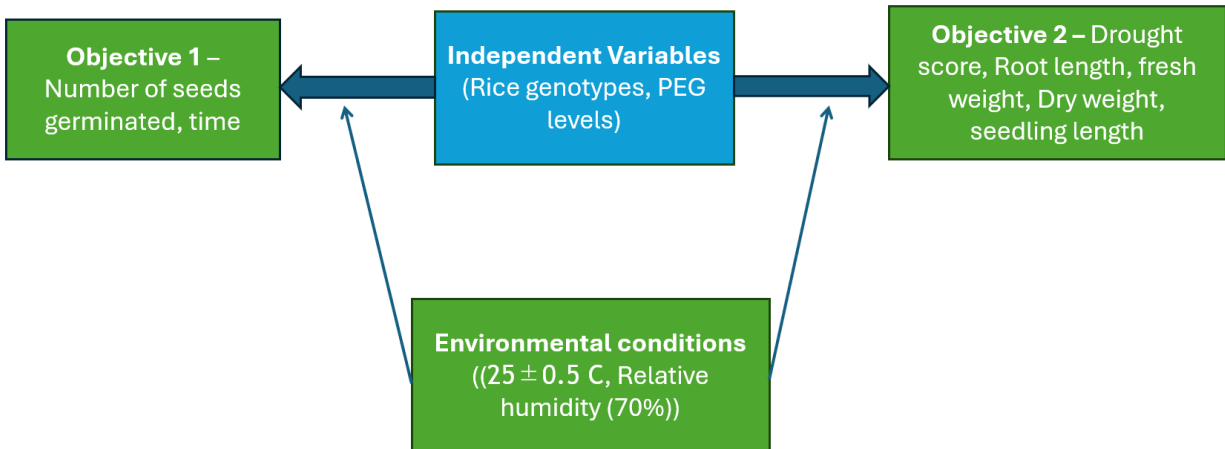 Objective 1 –
Number of seeds
germinated, time
Independent Variables
(Rice genotypes, PEG
levels)
Objective 2 – Drought
score, Root length, fresh
weight, Dry weight,
seedling length
Environmental conditions
((25 ± 0.5 C, Relative
humidity (70%))